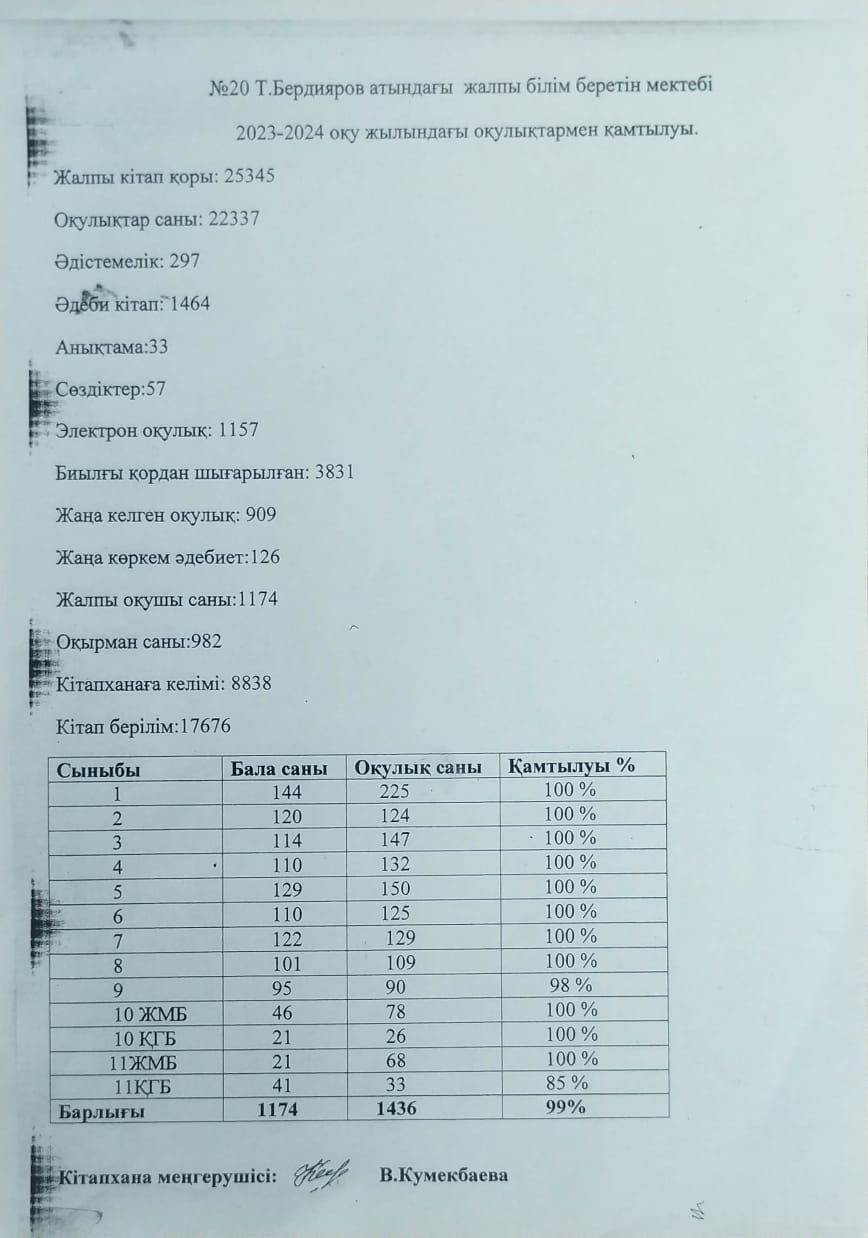 №20 Т.Бердияров атындағы жалпы білім беретін мектебі
2023-2024 оқу жылындағы оқулықтармен қамтылуы.
Жалпы кітап қоры: 25345
Оқулықтар саны: 22337
Әдістемелік: 297
Әдеби кітап: 1464
Анықтама:33
Сөздіктер:57
Электрон оқулық: 1157
Биылғы қордан шығарылған: 3831
Жаңа келген оқулық: 909
Жаңа көркем әдебиет:126
Жалпы оқушы саны:1174
Оқырман саны:982
Кітапханаға келімі: 8838
Кітап берілім:17676
Сыныбы Бала саны Оқулық саны Қамтылуы %
1 144 225 100 %
2 120 124 100 %
3 114 147 100 %
4 110 132 100 %
5 129 150 100 %
6 110 125 100 %
7 122 129 100 %
8 101 109 100 %
9 95 90 98 %
10 ЖМБ 46 78 100 %
10 ҚГБ 21 26 100 %
11ЖМБ 21 68 100 %
11ҚГБ 41 33 85 %
Барлығы 1174 1436 99%
Кітапхана меңгерушісі: В.Кумекбаева